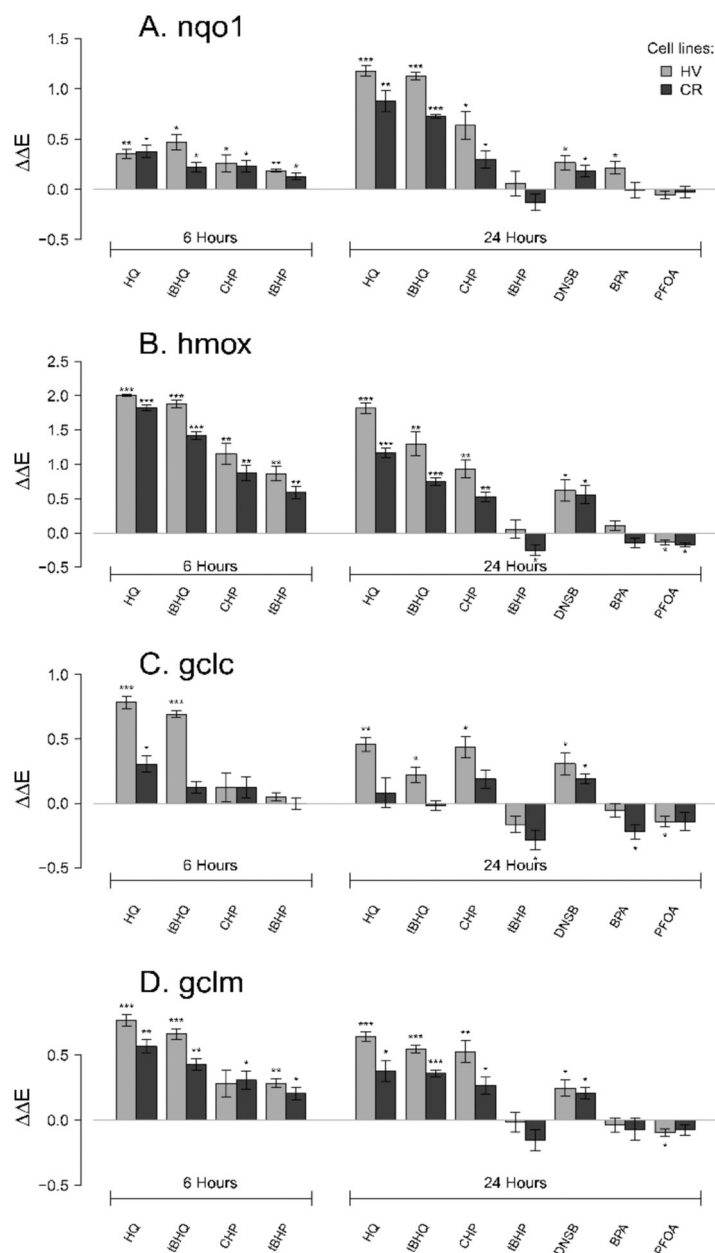 A. nqo1
Cell lines:
HV
CR
ΔΔE
1.5
1.0
0.5
0.0
−0.5
*** ** *** *** * *
** * * * * * ** * * * *
6 Hours
24 Hours
HQ tBHQ CHP tBHP HQ tBHQ CHP tBHP DNSB BPA PFOA
B. hmox
ΔΔE
2.5
2.0
1.5
1.0
0.5
0.0
−0.5
*** *** *** *** ** ** ** ** *** *** ** *** ** ** * * * * *
6 Hours
24 Hours
HQ tBHQ CHP tBHP HQ tBHQ CHP tBHP DNSB BPA PFOA
C. gclc
ΔΔE
1.0
0.5
0.0
−0.5
*** * *** ** * * * * * * *
6 Hours
24 Hours
HQ tBHQ CHP tBHP HQ tBHQ CHP tBHP DNSB BPA PFOA
D. gclm
ΔΔE
0.5
0.0
−0.5
*** ** *** ** * ** * *** * *** *** ** * * * *
6 Hours
24 Hours
HQ tBHQ CHP tBHP HQ tBHQ CHP tBHP DNSB BPA PFOA